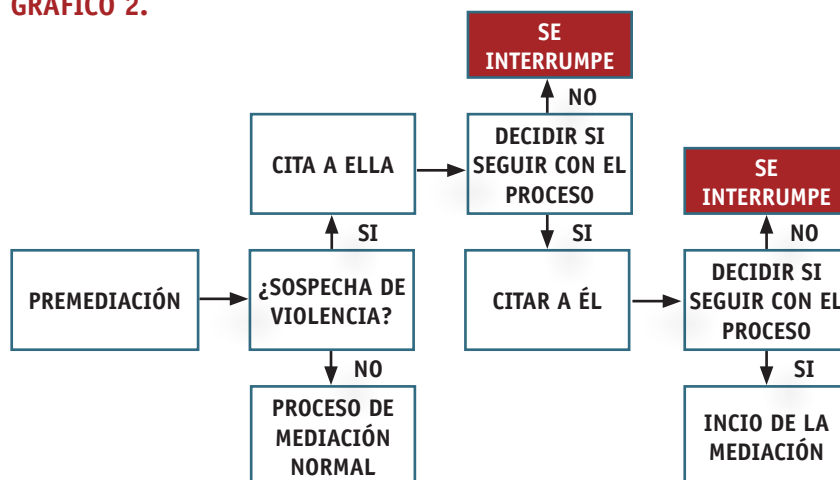 GRÁFICO 2.
SE
INTERRUMPE
NO
CITA A ELLA
DECIDIR SI
SEGUIR CON EL
PROCESO
SE
INTERRUMPE
SI
SI
NO
PREMEDIACIÓN
¿SOSPECHA DE
VIOLENCIA?
CITAR A ÉL
DECIDIR SI
SEGUIR CON EL
PROCESO
NO
SI
PROCESO DE
MEDIACIÓN
NORMAL
INCIO DE LA
MEDIACIÓN